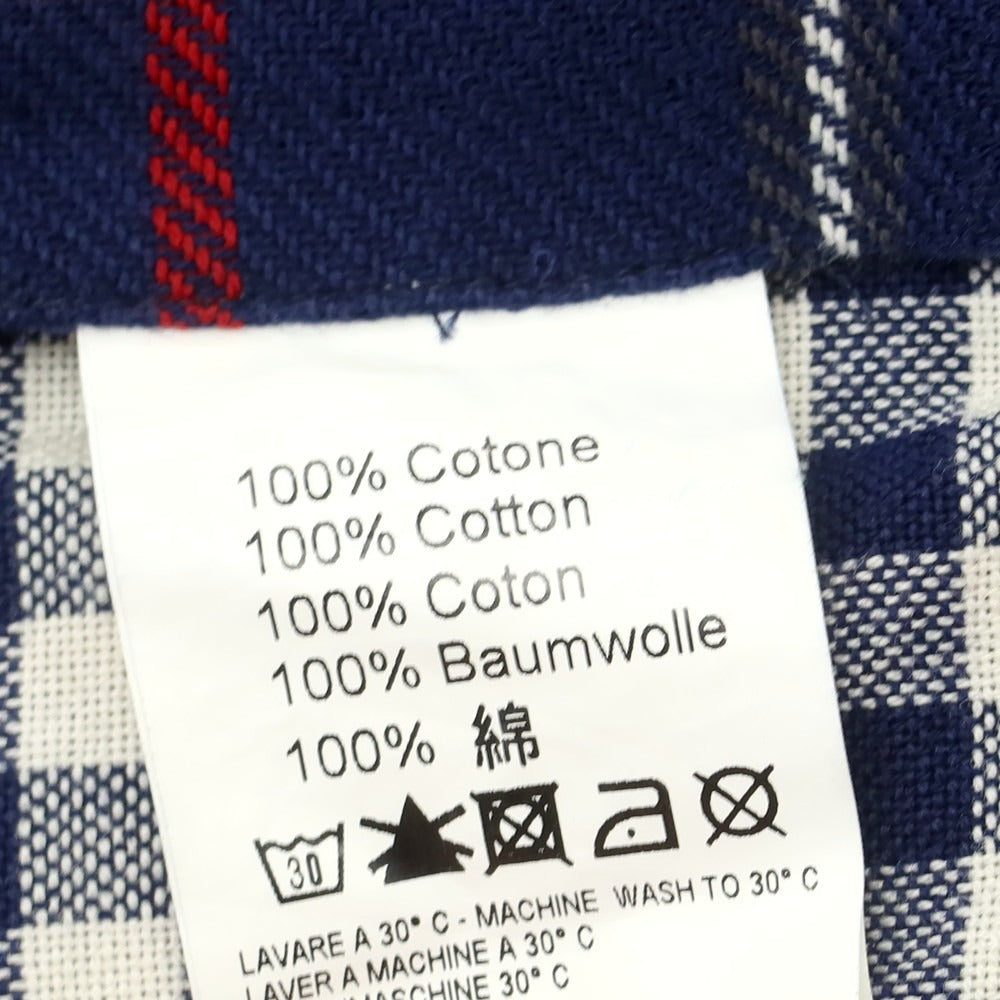 100% Cotone
100% Cotton
100% Coton
100% Baumwolle
100% 綿
30
LAVARE A 30° C - MACHINE WASH TO 30° C
LAVER A MACHINE A 30° C
30° C